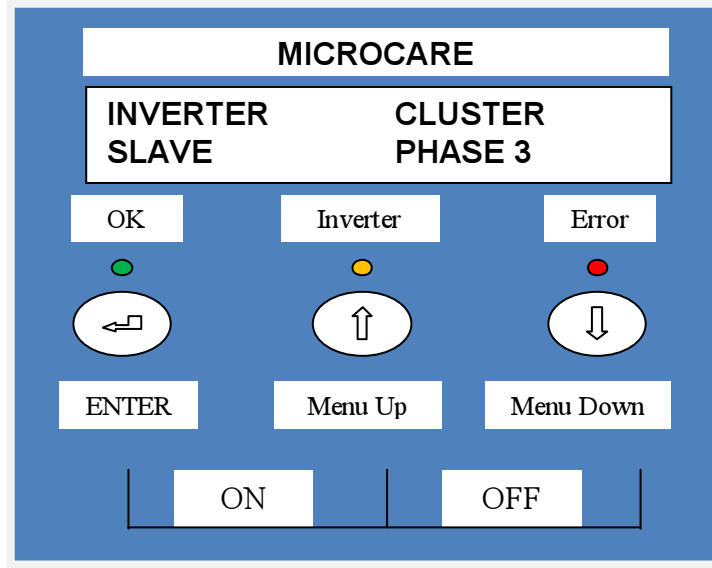 MICROCARE
INVERTER CLUSTER
SLAVE PHASE 3
OK Inverter Error
ENTER Menu Up Menu Down
ON OFF